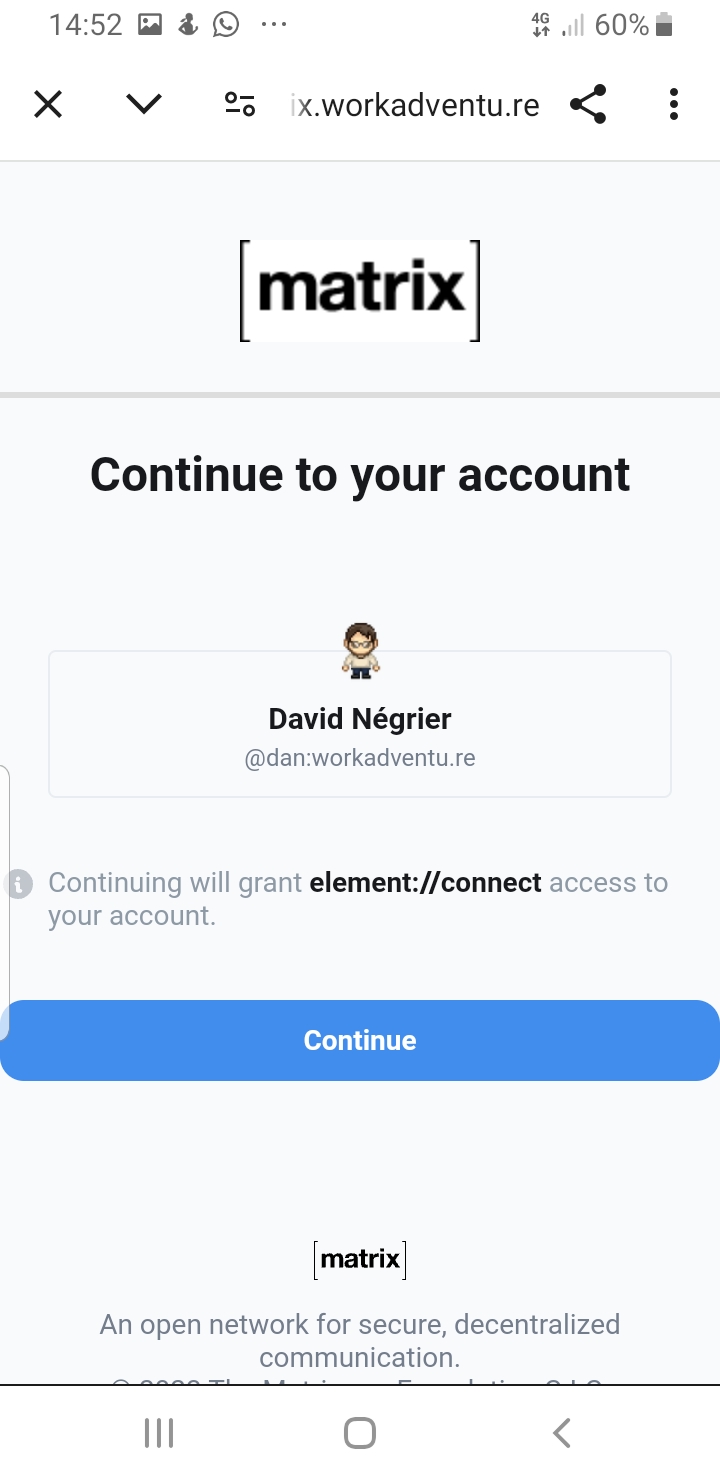 14:52
4G
60%
ix.workadventu.re
[matrix]
Continue to your account
David Négrier
@dan:workadventu.re
Continuing will grant element://connect access to
your account.
Continue
[matrix]
An open network for secure, decentralized
communication.